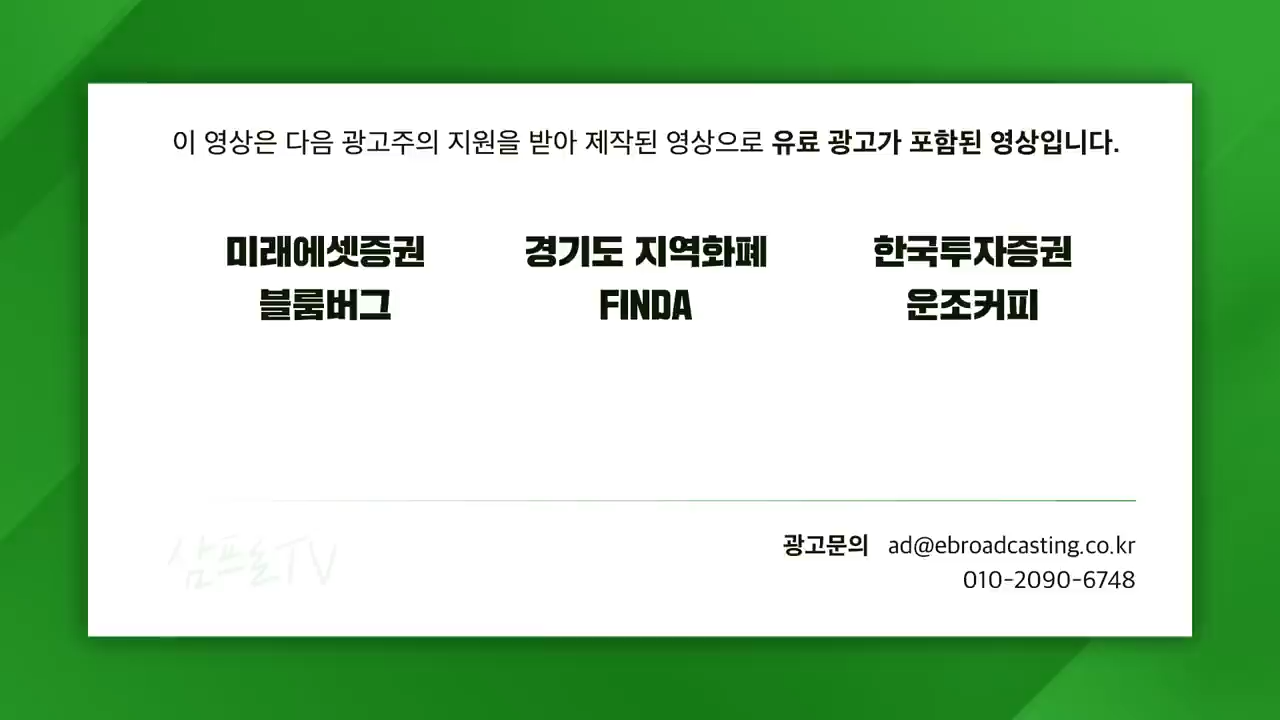 이 영상은 다음 광고주의 지원을 받아 제작된 영상으로 유료 광고가 포함된 영상입니다.
미래에셋증권 경기도 지역화폐 한국투자증권
블룸버그 FINDA 운조커피
삼프로TV
광고문의 ad@ebroadcasting.co.kr
010-2090-6748